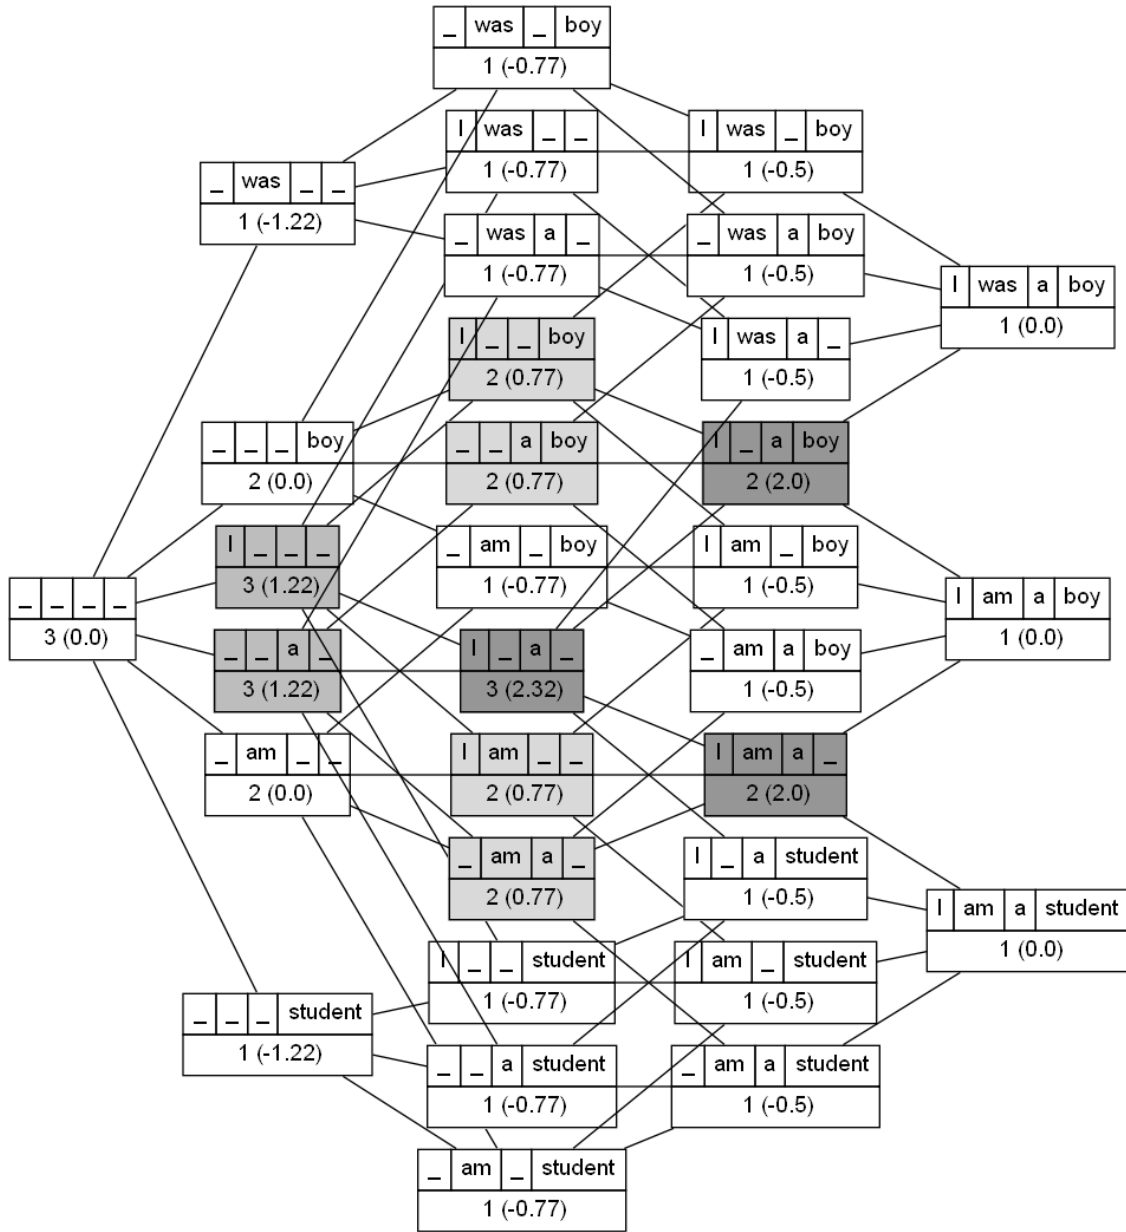 _ was _ boy
1 (-0.77)
I was _ _
1 (-0.77)
I was _ boy
1 (-0.5)
_ was _ _
1 (-1.22)
_ was a _
1 (-0.77)
_ was a boy
1 (-0.5)
I was a boy
1 (0.0)
I _ _ boy
2 (0.77)
I was a _
1 (-0.5)
_ _ _ boy
2 (0.0)
_ _ a boy
2 (0.77)
I _ a boy
2 (2.0)
I _ _ _
3 (1.22)
_ am _ boy
1 (-0.77)
I am _ boy
1 (-0.5)
_ _ _ _
3 (0.0)
I am a boy
1 (0.0)
_ _ a _
3 (1.22)
I _ a _
3 (2.32)
_ am a boy
1 (-0.5)
_ am _ _
2 (0.0)
I am _ _
2 (0.77)
I am a _
2 (2.0)
_ am a _
2 (0.77)
I _ a student
1 (-0.5)
I am a student
1 (0.0)
I _ _ student
1 (-0.77)
I am _ student
1 (-0.5)
_ _ _ student
1 (-1.22)
_ _ a student
1 (-0.77)
_ am a student
1 (-0.5)
_ am _ student
1 (-0.77)